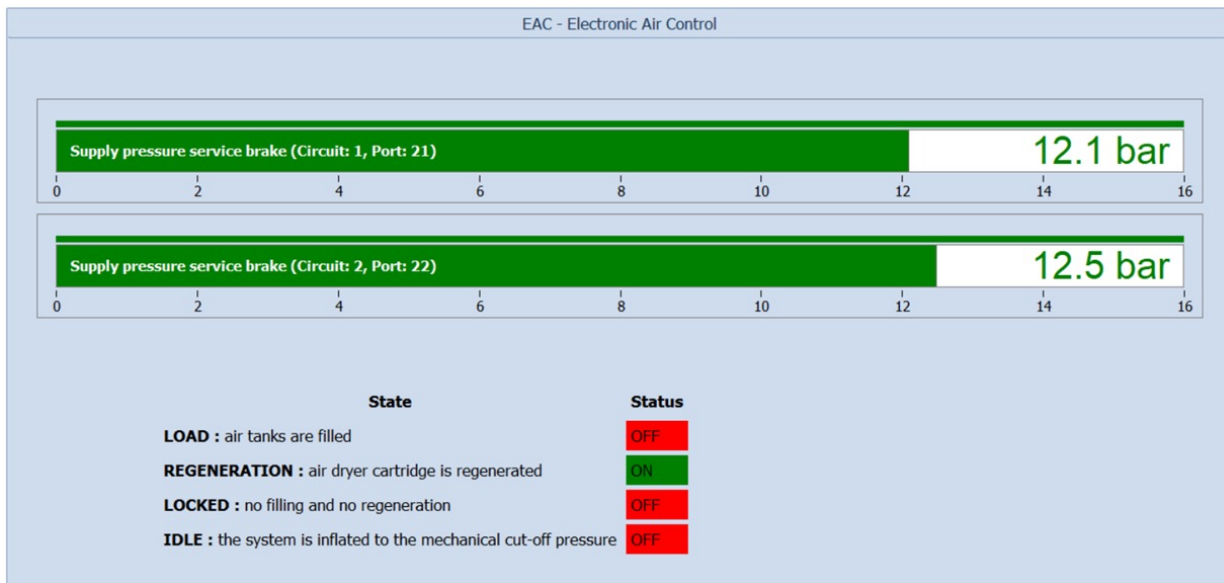 EAC - Electronic Air Control
Supply pressure service brake (Circuit: 1, Port: 21) 12.1 bar
0 2 4 6 8 10 12 14 16
Supply pressure service brake (Circuit: 2, Port: 22) 12.5 bar
0 2 4 6 8 10 12 14 16
State Status
LOAD : air tanks are filled OFF
REGENERATION : air dryer cartridge is regenerated ON
LOCKED : no filling and no regeneration OFF
IDLE : the system is inflated to the mechanical cut-off pressure OFF